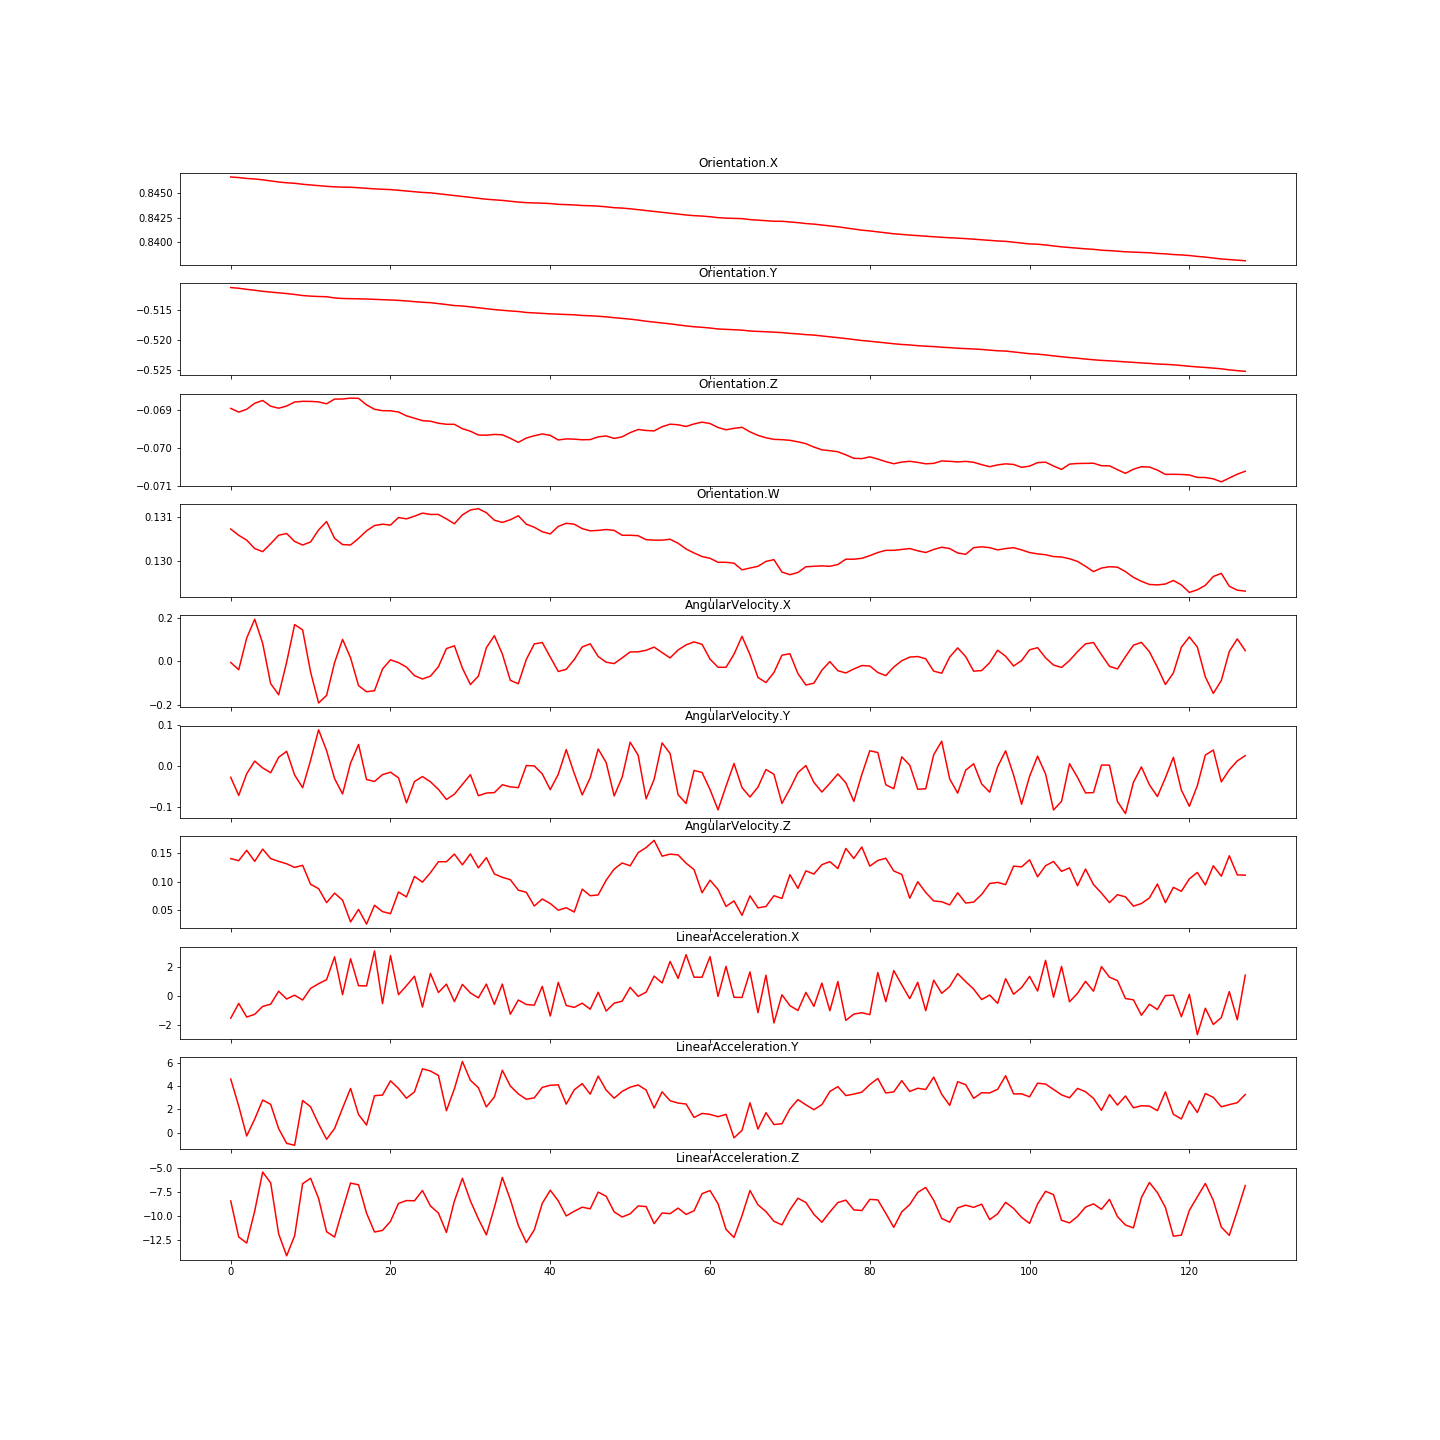 Orientation.X
0.8450
0.8425
0.8400
Orientation.Y
−0.515
−0.520
−0.525
Orientation.Z
−0.069
−0.070
−0.071
Orientation.W
0.131
0.130
AngularVelocity.X
0.2
0.0
−0.2
AngularVelocity.Y
0.1
0.0
−0.1
AngularVelocity.Z
0.15
0.10
0.05
LinearAcceleration.X
2
0
−2
LinearAcceleration.Y
6
4
2
0
LinearAcceleration.Z
−5.0
−7.5
−10.0
−12.5
0 20 40 60 80 100 120